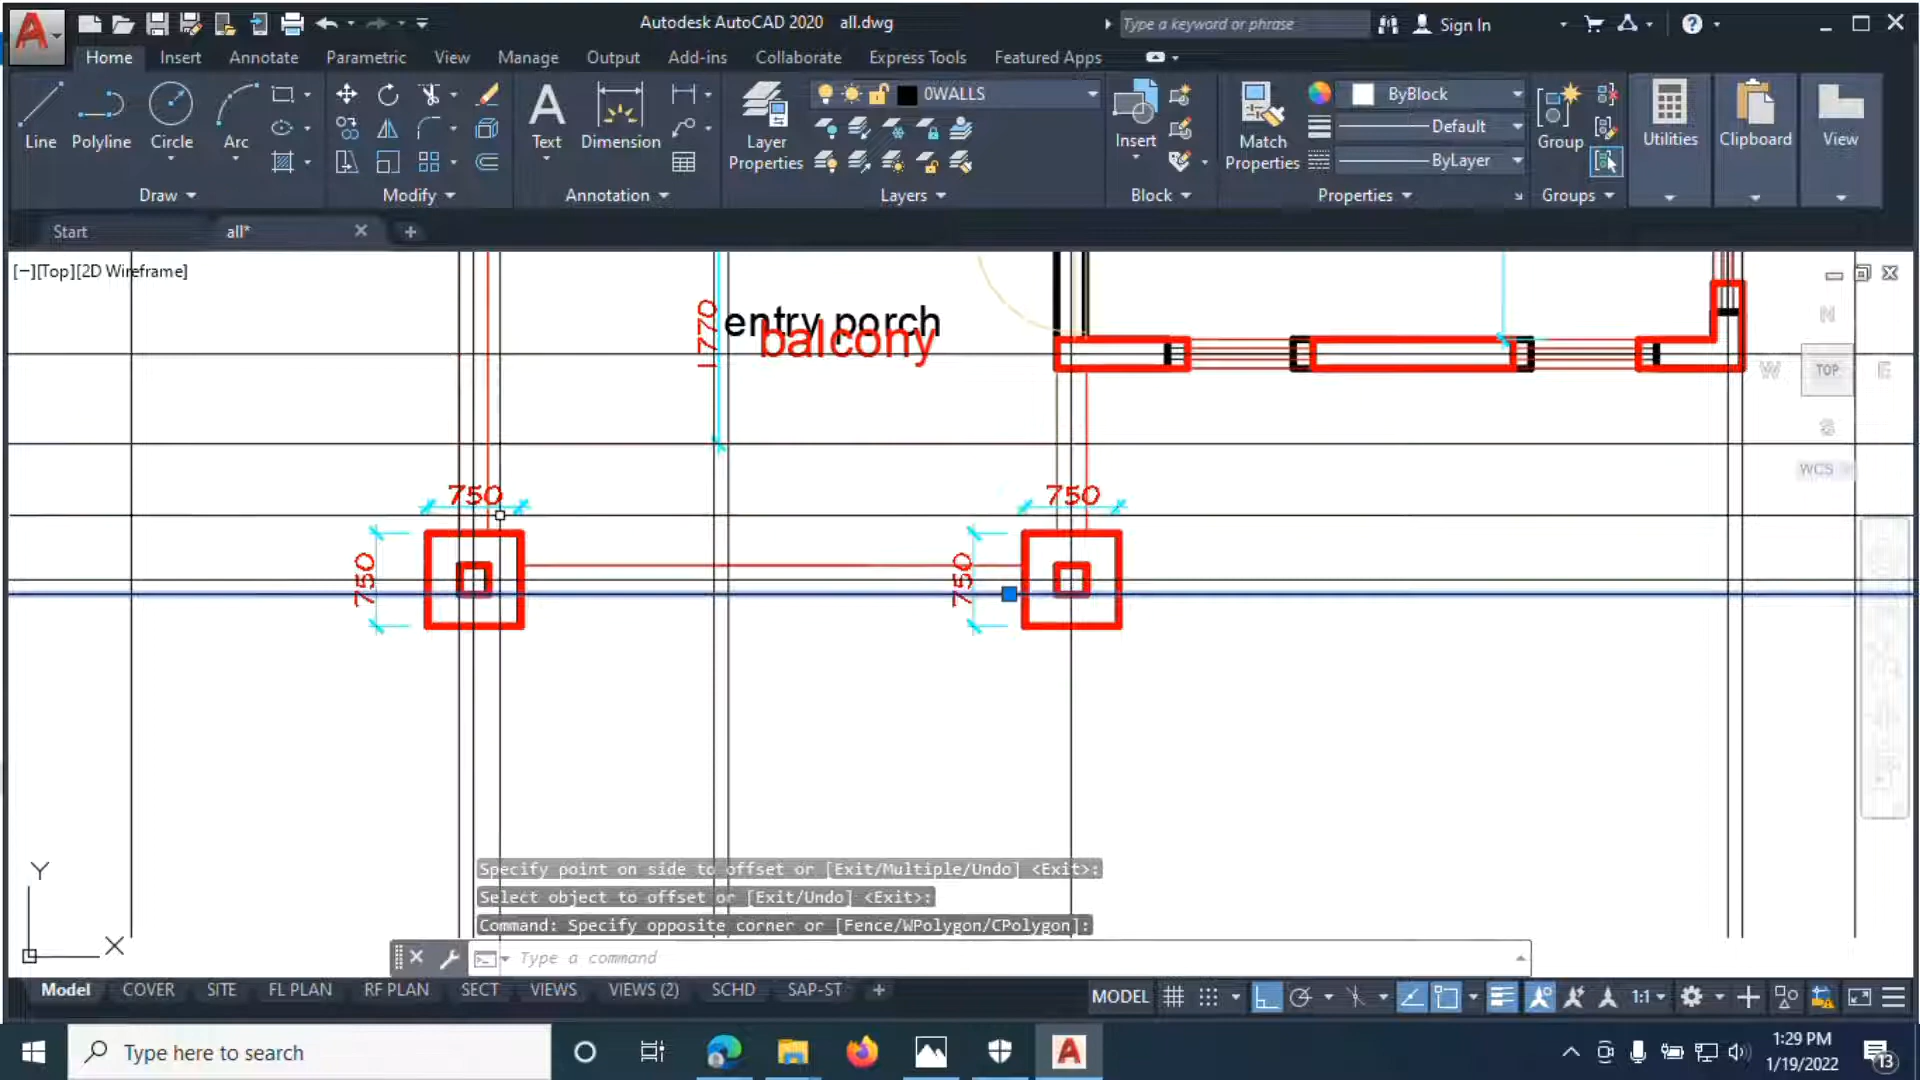 Autodesk AutoCAD 2020 all.dwg
Type a keyword or phrase
Sign In
Home Insert Annotate Parametric View Manage Output Add-ins Collaborate Express Tools Featured Apps
Line Polyline Circle Arc
Draw
Modify
Text Dimension
Annotation
Layer Properties
0WALLS
Layers
Insert
Block
Match Properties
ByBlock
Default
ByLayer
Properties
Group
Groups
Utilities
Clipboard
View
Start all*
[−][Top][2D Wireframe]
N
W TOP E
S
WCS
1770
entry porch
balcony
750 750
750 750
Y
X
Specify point on side to offset or [Exit/Multiple/Undo] <Exit>:
Select object to offset or [Exit/Undo] <Exit>:
Command: Specify opposite corner or [Fence/WPolygon/CPolygon]:
Type a command
Model COVER SITE FL PLAN RF PLAN SECT VIEWS VIEWS (2) SCHD SAP-ST +
MODEL 1:1
Type here to search
1:29 PM
1/19/2022
13